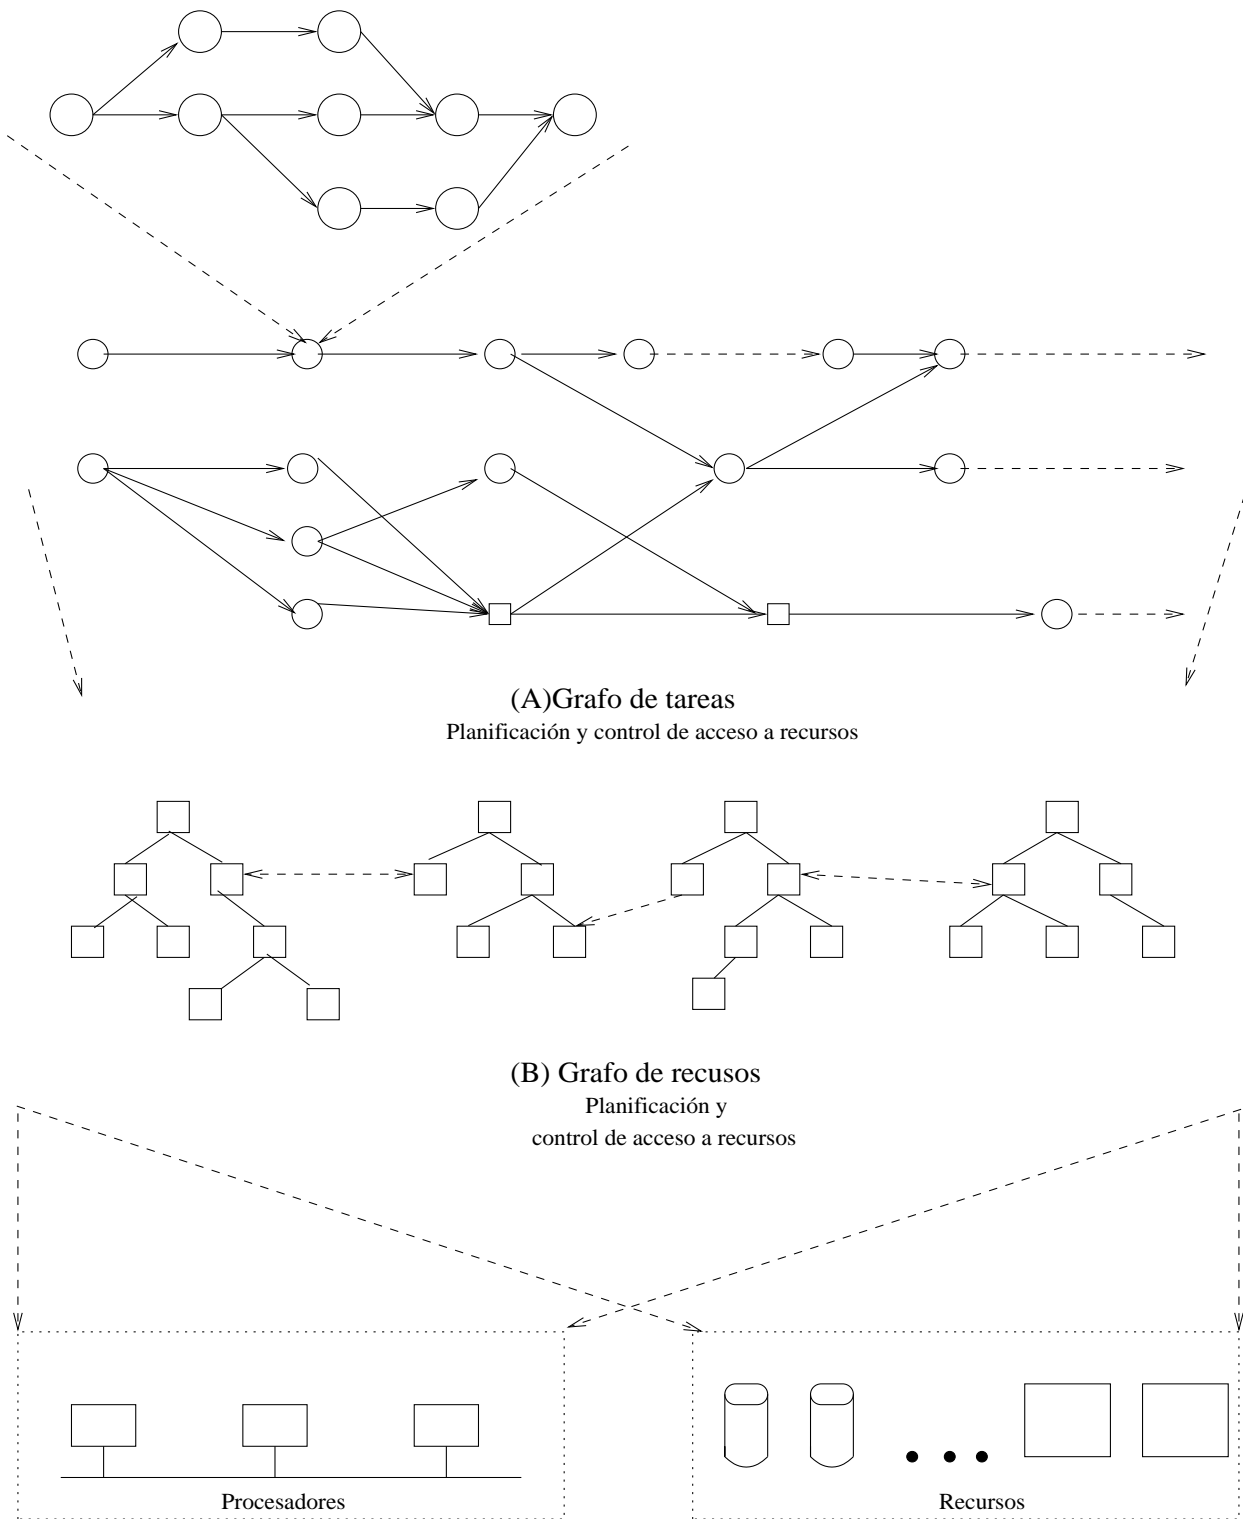 (A)Grafo de tareas
Planificación y control de acceso a recursos
(B) Grafo de recusos
Planificación y
control de acceso a recursos
Procesadores
Recursos